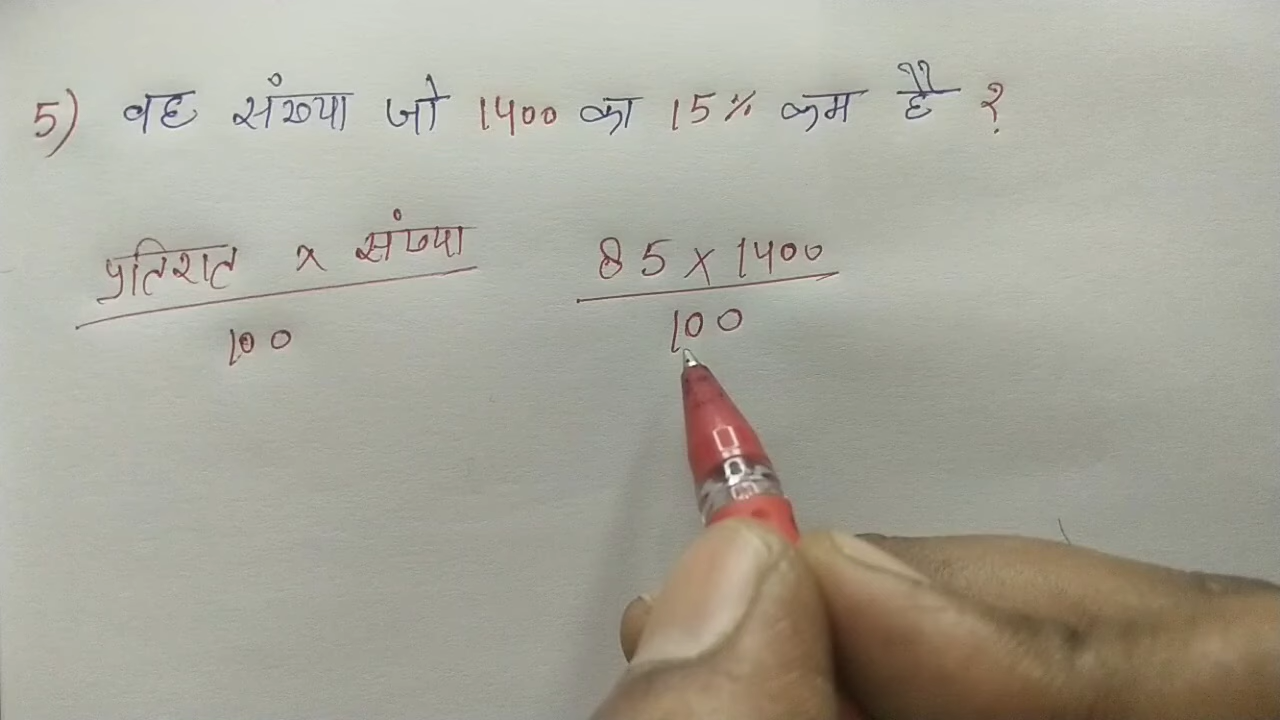 5) वह संख्या जो 1400 का 15% कम है ?
प्रतिशत x संख्या
100
85 x 1400
100